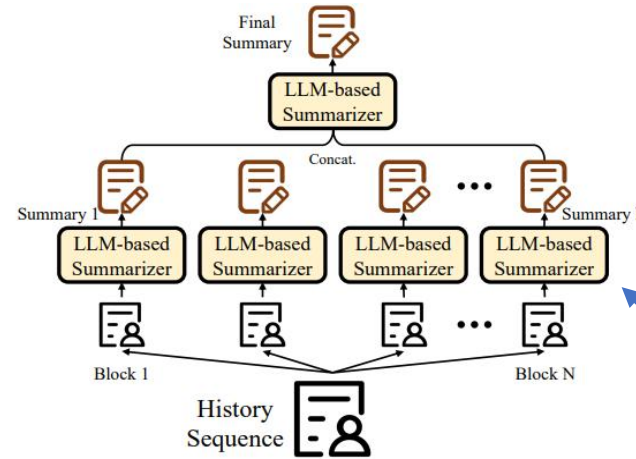 Final
Summary
LLM-based
Summarizer
Concat.
Summary 1
Summary
LLM-based
Summarizer
LLM-based
Summarizer
LLM-based
Summarizer
LLM-based
Summarizer
Block 1
Block N
History
Sequence